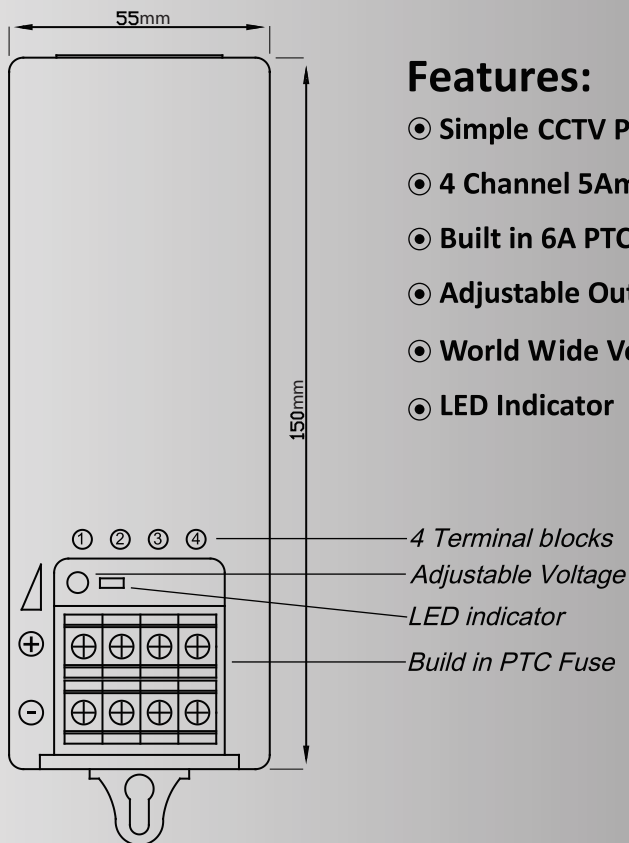 55mm
Features:
Simple CCTV P
4 Channel 5Am
Built in 6A PTC
Adjustable Out
World Wide Vo
LED Indicator
150mm
1 2 3 4
4 Terminal blocks
Adjustable Voltage
LED indicator
Build in PTC Fuse
+
-